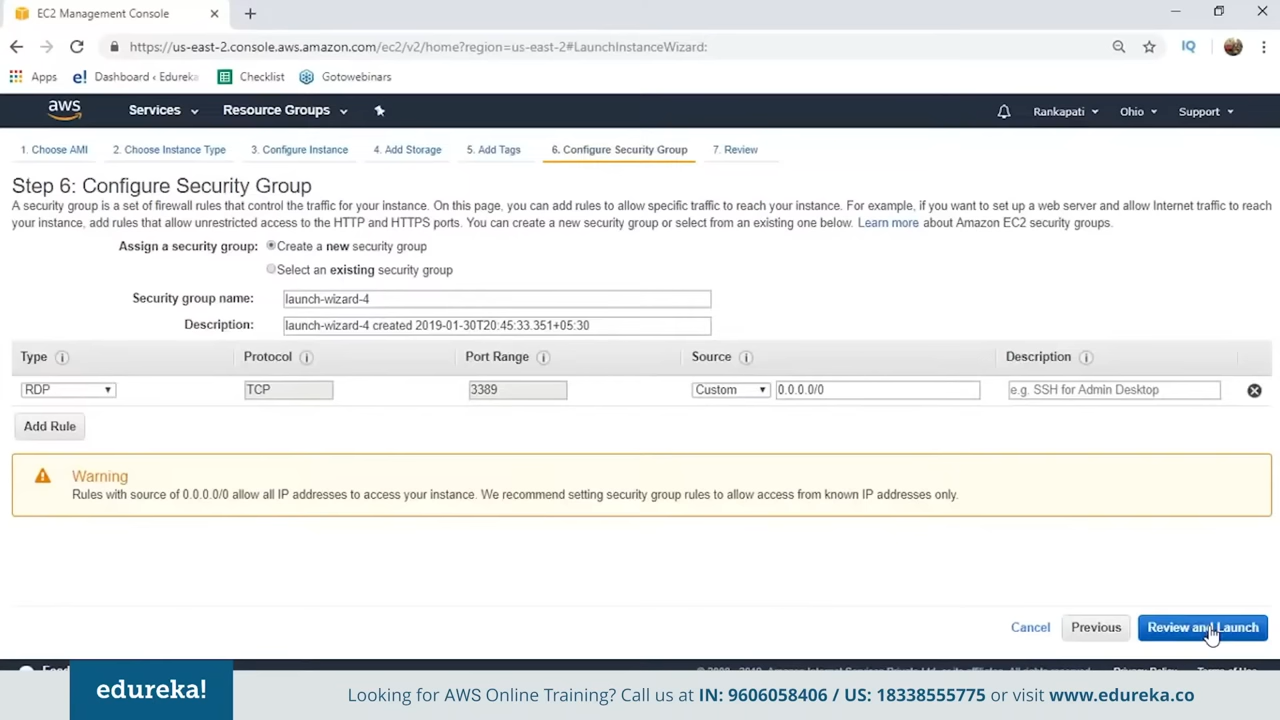 EC2 Management Console
https://us-east-2.console.aws.amazon.com/ec2/v2/home?region=us-east-2#LaunchInstanceWizard:
IQ
Apps e! Dashboard ‹ Edureka Checklist Gotowebinars
aws Services Resource Groups Rankapati Ohio Support
1. Choose AMI 2. Choose Instance Type 3. Configure Instance 4. Add Storage 5. Add Tags 6. Configure Security Group 7. Review
Step 6: Configure Security Group
A security group is a set of firewall rules that control the traffic for your instance. On this page, you can add rules to allow specific traffic to reach your instance. For example, if you want to set up a web server and allow Internet traffic to reach
your instance, add rules that allow unrestricted access to the HTTP and HTTPS ports. You can create a new security group or select from an existing one below. Learn more about Amazon EC2 security groups.
Assign a security group: Create a new security group
Select an existing security group
Security group name: launch-wizard-4
Description: launch-wizard-4 created 2019-01-30T20:45:33.351+05:30
Type Protocol Port Range Source Description
RDP TCP 3389 Custom 0.0.0.0/0 e.g. SSH for Admin Desktop
Add Rule
Warning
Rules with source of 0.0.0.0/0 allow all IP addresses to access your instance. We recommend setting security group rules to allow access from known IP addresses only.
Cancel Previous Review and Launch
edureka! Looking for AWS Online Training? Call us at IN: 9606058406 / US: 18338555775 or visit www.edureka.co